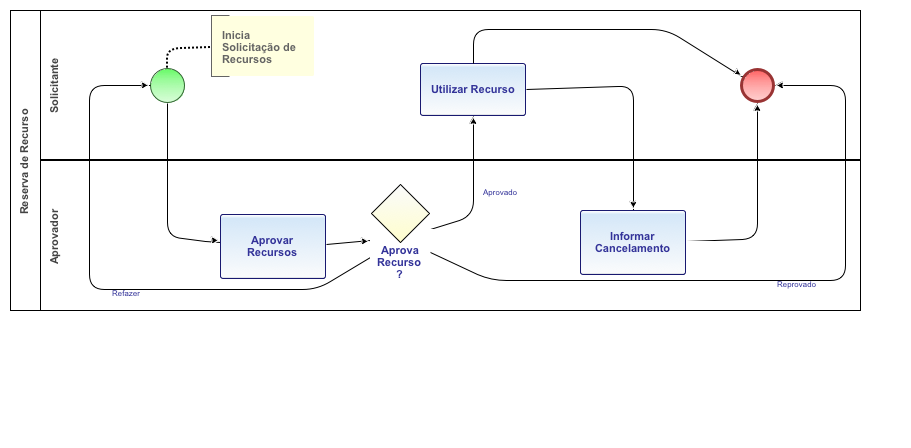 Reserva de Recurso
Solicitante
Inicia
Solicitação de
Recursos
Utilizar Recurso
Aprovador
Aprovar
Recursos
Aprova
Recurso
?
Aprovado
Informar
Cancelamento
Refazer
Reprovado